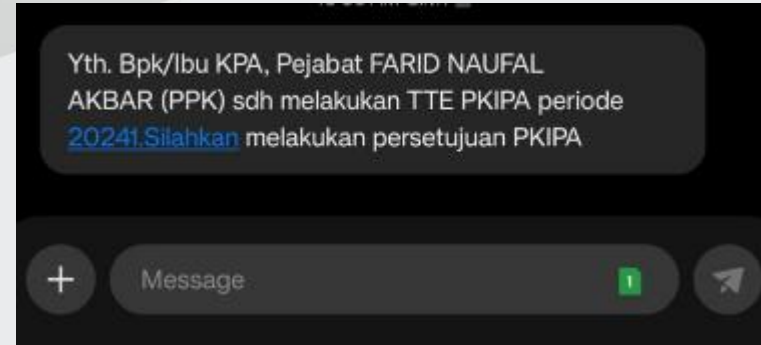 Yth. Bpk/Ibu KPA, Pejabat FARID NAUFAL
AKBAR (PPK) sdh melakukan TTE PKIPA periode
20241.Silahkan melakukan persetujuan PKIPA
Message
1